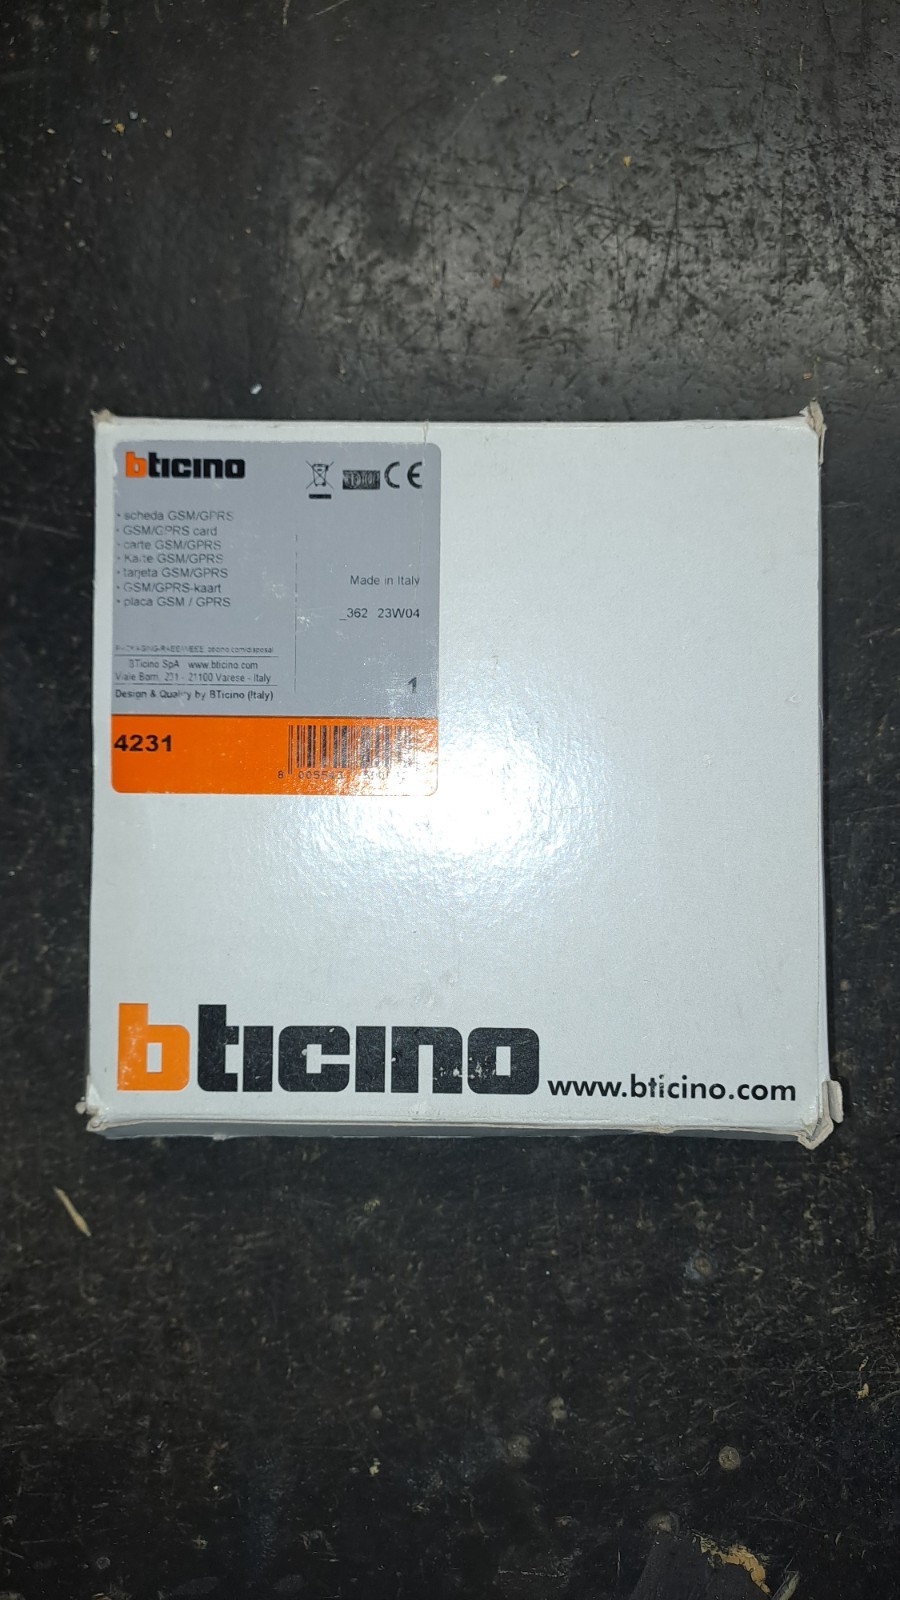 bticino
CE
• scheda GSM/GPRS
• GSM/GPRS card
• carte GSM/GPRS
• Karte GSM/GPRS
• tarjeta GSM/GPRS
• GSM/GPRS-kaart
• placa GSM / GPRS
Made in Italy
_362 23W04
BTicino SpA www.bticino.com
Viale Borri, 231 - 21100 Varese - Italy
Design & Quality by BTicino (Italy)
1
4231
bticino
www.bticino.com